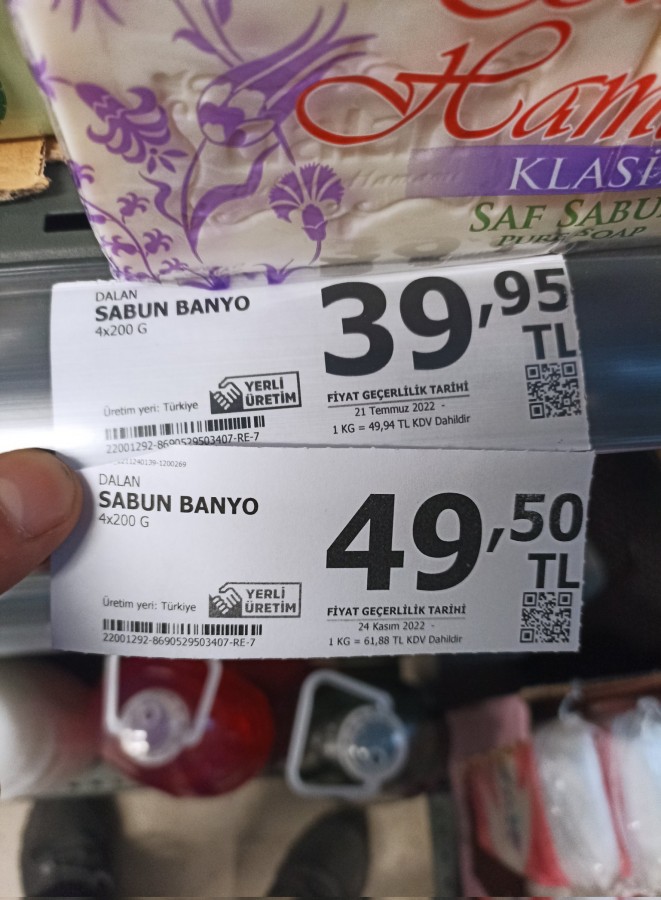 Ham
KLASİ
SAF SABU
PURE SOAP
DALAN
SABUN BANYO
4x200 G
39,95
TL
YERLİ
ÜRETİM
Üretim yeri: Türkiye
FİYAT GEÇERLİLİK TARİHİ
21 Temmuz 2022 -
1 KG = 49,94 TL KDV Dahildir
22001292-8690529503407-RE-7
DALAN
SABUN BANYO
4x200 G
49,50
TL
YERLİ
ÜRETİM
Üretim yeri: Türkiye
FİYAT GEÇERLİLİK TARİHİ
24 Kasım 2022 -
1 KG = 61,88 TL KDV Dahildir
22001292-8690529503407-RE-7